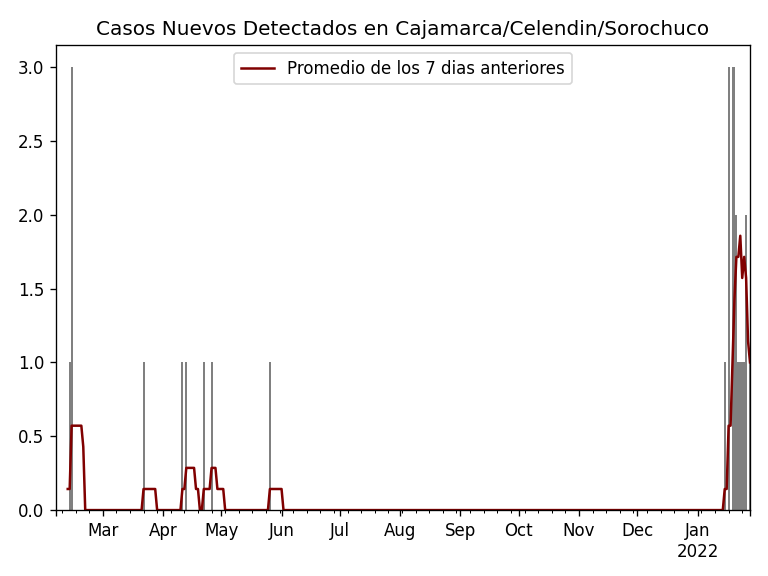 Casos Nuevos Detectados en Cajamarca/Celendin/Sorochuco
Promedio de los 7 dias anteriores
3.0
2.5
2.0
1.5
1.0
0.5
0.0
Mar Apr May Jun Jul Aug Sep Oct Nov Dec Jan
2022